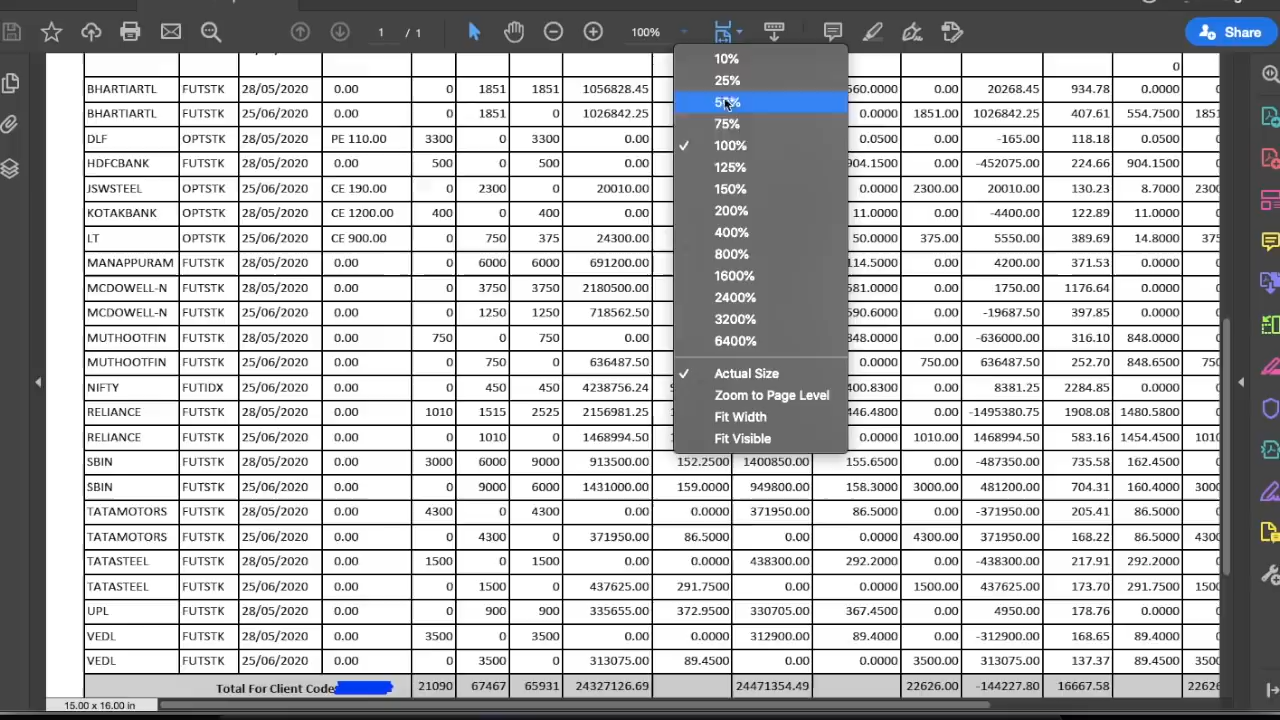 1 / 1 100% Share
10%
0
25%
BHARTIARTL FUTSTK 28/05/2020 0.00 0 1851 1851 1056828.45 560.0000 0.00 20268.45 934.78 0.0000
50%
BHARTIARTL FUTSTK 25/06/2020 0.00 0 1851 0 1026842.25 0.0000 1851.00 1026842.25 407.61 554.7500 1851
75%
DLF OPTSTK 28/05/2020 PE 110.00 3300 0 3300 0.00 0.0500 0.00 -165.00 118.18 0.0500
100%
HDFCBANK FUTSTK 28/05/2020 0.00 500 0 500 0.00 904.1500 0.00 -452075.00 224.66 904.1500
125%
JSWSTEEL OPTSTK 25/06/2020 CE 190.00 0 2300 0 20010.00 0.0000 2300.00 20010.00 130.23 8.7000 2300
150%
KOTAKBANK OPTSTK 28/05/2020 CE 1200.00 400 0 400 0.00 11.0000 0.00 -4400.00 122.89 11.0000
200%
LT OPTSTK 25/06/2020 CE 900.00 0 750 375 24300.00 50.0000 375.00 5550.00 389.69 14.8000 375
400%
MANAPPURAM FUTSTK 28/05/2020 0.00 0 6000 6000 691200.00 114.5000 0.00 4200.00 371.53 0.0000
800%
MCDOWELL-N FUTSTK 28/05/2020 0.00 0 3750 3750 2180500.00 581.0000 0.00 1750.00 1176.64 0.0000
1600%
MCDOWELL-N FUTSTK 25/06/2020 0.00 0 1250 1250 718562.50 590.6000 0.00 -19687.50 397.85 0.0000
2400%
MUTHOOTFIN FUTSTK 28/05/2020 0.00 750 0 750 0.00 848.0000 0.00 -636000.00 316.10 848.0000
3200%
6400%
MUTHOOTFIN FUTSTK 25/06/2020 0.00 0 750 0 636487.50 0.0000 750.00 636487.50 252.70 848.6500 750
Actual Size
NIFTY FUTIDX 28/05/2020 0.00 0 450 450 4238756.24 400.8300 0.00 8381.25 2284.85 0.0000
Zoom to Page Level
RELIANCE FUTSTK 28/05/2020 0.00 1010 1515 2525 2156981.25 446.4800 0.00 -1495380.75 1908.08 1480.5800
Fit Width
RELIANCE FUTSTK 25/06/2020 0.00 0 1010 0 1468994.50 0.0000 1010.00 1468994.50 583.16 1454.4500 1010
Fit Visible
SBIN FUTSTK 28/05/2020 0.00 3000 6000 9000 913500.00 152.2500 1400850.00 155.6500 0.00 -487350.00 735.58 162.4500
SBIN FUTSTK 25/06/2020 0.00 0 9000 6000 1431000.00 159.0000 949800.00 158.3000 3000.00 481200.00 704.31 160.4000 3000
TATAMOTORS FUTSTK 28/05/2020 0.00 4300 0 4300 0.00 0.0000 371950.00 86.5000 0.00 -371950.00 205.41 86.5000
TATAMOTORS FUTSTK 25/06/2020 0.00 0 4300 0 371950.00 86.5000 0.00 0.0000 4300.00 371950.00 168.22 86.5000 4300
TATASTEEL FUTSTK 28/05/2020 0.00 1500 0 1500 0.00 0.0000 438300.00 292.2000 0.00 -438300.00 217.91 292.2000
TATASTEEL FUTSTK 25/06/2020 0.00 0 1500 0 437625.00 291.7500 0.00 0.0000 1500.00 437625.00 173.70 291.7500 1500
UPL FUTSTK 28/05/2020 0.00 0 900 900 335655.00 372.9500 330705.00 367.4500 0.00 4950.00 178.76 0.0000
VEDL FUTSTK 28/05/2020 0.00 3500 0 3500 0.00 0.0000 312900.00 89.4000 0.00 -312900.00 168.65 89.4000
VEDL FUTSTK 25/06/2020 0.00 0 3500 0 313075.00 89.4500 0.00 0.0000 3500.00 313075.00 137.37 89.4500 3500
Total For Client Code 21090 67467 65931 24327126.69 24471354.49 22626.00 -144227.80 16667.58 22626
15.00 x 16.00 in